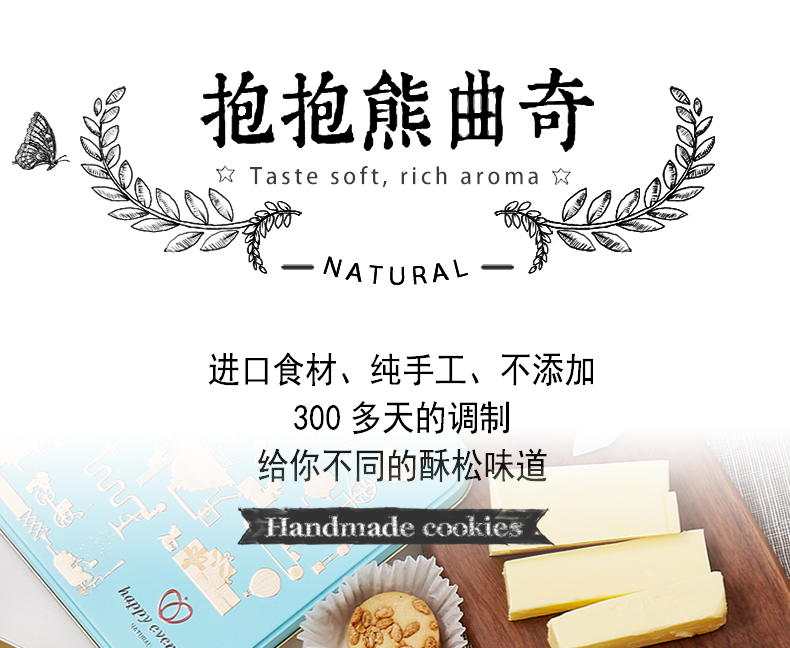 抱抱熊曲奇
Taste soft, rich aroma
NATURAL
进口食材、纯手工、不添加
300 多天的调制
给你不同的酥松味道
Handmade cookies
happy ever
NATURAL